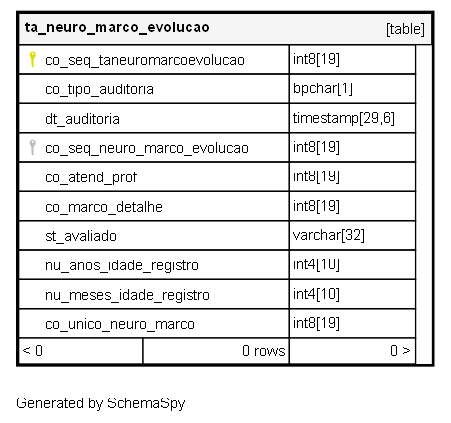 ta_neuro_marco_evolucao [table]
co_seq_taneuromarcoevolucao int8[19]
co_tipo_auditoria bpchar[1]
dt_auditoria timestamp[29,6]
co_seq_neuro_marco_evolucao int8[19]
co_atend_prof int8[19]
co_marco_detalhe int8[19]
st_avaliado varchar[32]
nu_anos_idade_registro int4[10]
nu_meses_idade_registro int4[10]
co_unico_neuro_marco int8[19]
< 0 0 rows 0 >
Generated by SchemaSpy